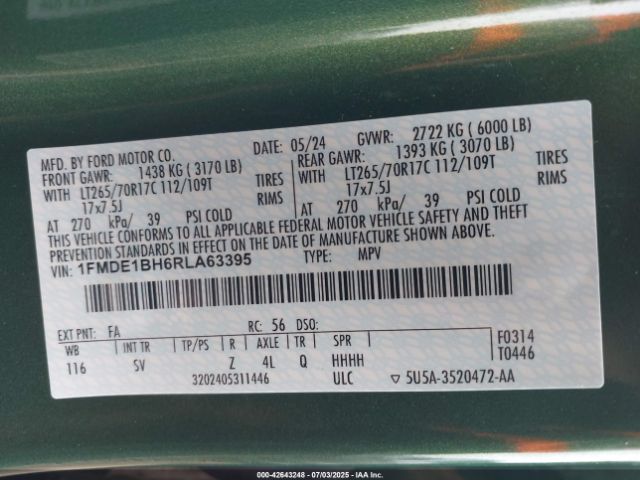 MFD. BY FORD MOTOR CO. DATE: 05/24 GVWR: 2722 KG ( 6000 LB)
FRONT GAWR: 1438 KG ( 3170 LB) REAR GAWR: 1393 KG ( 3070 LB)
WITH LT265/70R17C 112/109T TIRES WITH LT265/70R17C 112/109T TIRES
17x7.5J RIMS 17x7.5J RIMS
AT 270 kPa/ 39 PSI COLD AT 270 kPa/ 39 PSI COLD
THIS VEHICLE CONFORMS TO ALL APPLICABLE FEDERAL MOTOR VEHICLE SAFETY AND THEFT
PREVENTION STANDARDS IN EFFECT ON THE DATE OF MANUFACTURE SHOWN ABOVE.
VIN: 1FMDE1BH6RLA63395 TYPE: MPV
EXT PNT: FA RC: 56 DSO:
WB INT TR TP/PS R AXLE TR SPR F0314
116 SV Z 4L Q HHHH T0446
3202405311446 ULC ▽ 5U5A-3520472-AA
© 42643248 - 07/03/2025 - IAA Inc.